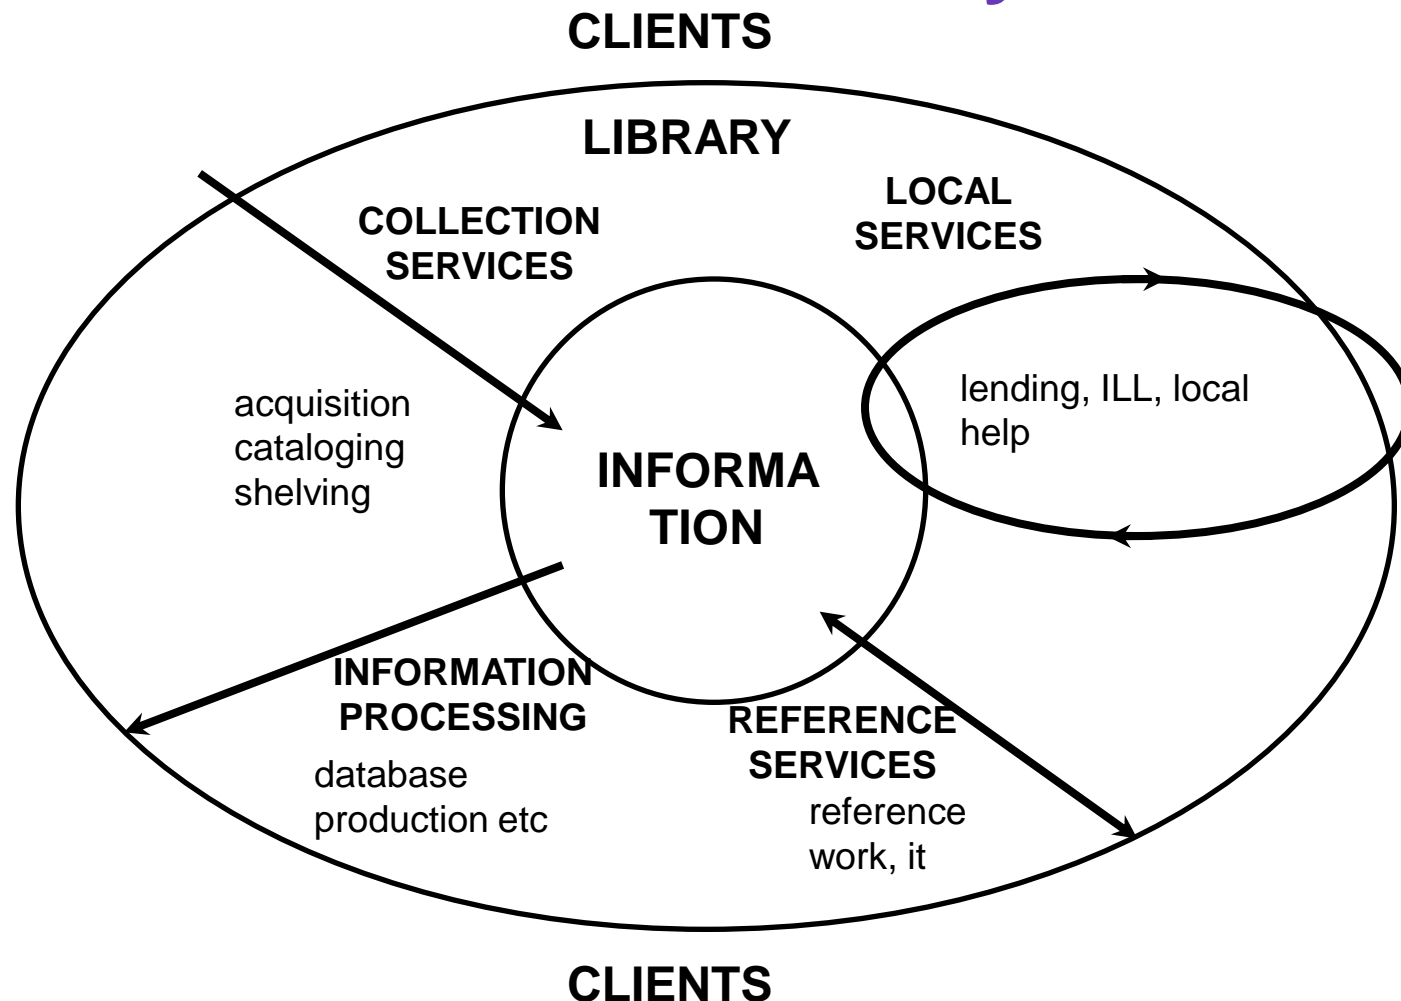 CLIENTS
LIBRARY
COLLECTION
SERVICES
LOCAL
SERVICES
acquisition
cataloging
shelving
lending, ILL, local
help
INFORMA
TION
INFORMATION
PROCESSING
database
production etc
REFERENCE
SERVICES
reference
work, it
CLIENTS